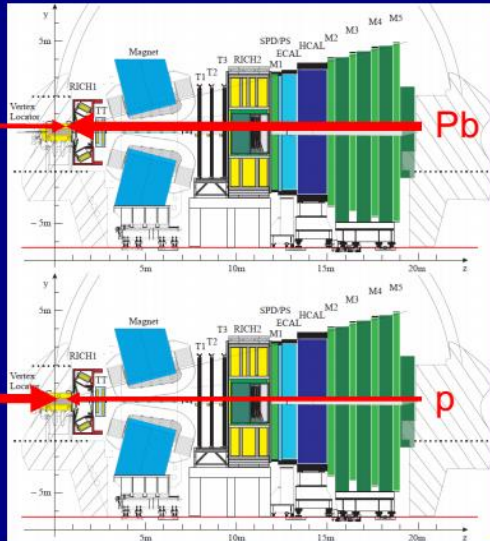 y
5m
Magnet
SPD/PS
ECAL
HCAL
M1
M2
M3
M4
M5
T1
T2
T3
RICH2
RICH1
TT
Vertex
Locator
Pb
-5m
5m
10m
15m
20m
z
y
5m
Magnet
SPD/PS
ECAL
HCAL
M1
M2
M3
M4
M5
T1
T2
T3
RICH2
RICH1
TT
Vertex
Locator
p
-5m
5m
10m
15m
20m
z